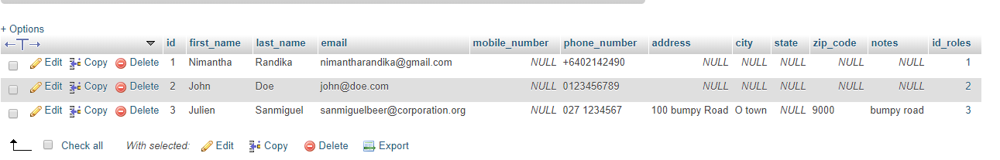 + Options
←T→ id first_name last_name email mobile_number phone_number address city state zip_code notes id_roles
Edit Copy Delete 1 Nimantha Randika nimantharandika@gmail.com NULL +6402142490 NULL NULL NULL NULL NULL 1
Edit Copy Delete 2 John Doe john@doe.com NULL 0123456789 NULL NULL NULL NULL NULL 2
Edit Copy Delete 3 Julien Sanmiguel sanmiguelbeer@corporation.org NULL 027 1234567 100 bumpy Road O town NULL 9000 bumpy road 3
Check all With selected: Edit Copy Delete Export